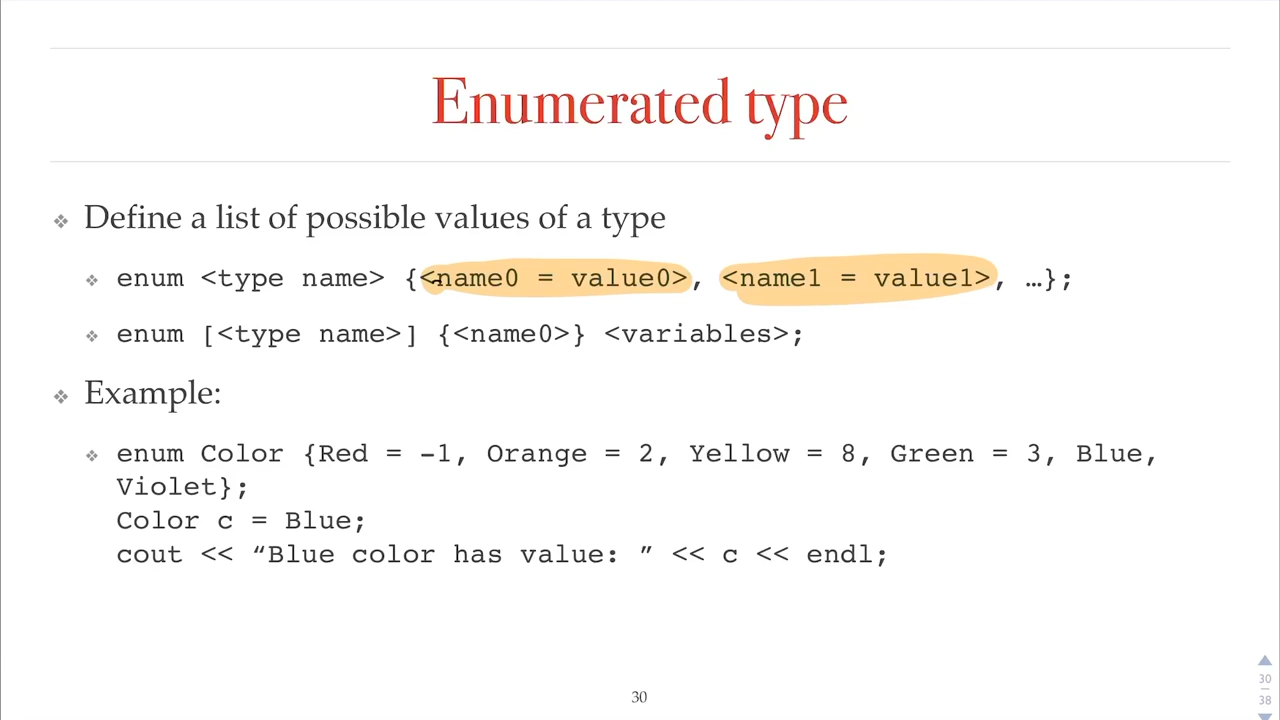 Enumerated type
❖ Define a list of possible values of a type
❖ enum <type name> {<name0 = value0>, <name1 = value1>, …};
❖ enum [<type name>] {<name0>} <variables>;
❖ Example:
❖ enum Color {Red = -1, Orange = 2, Yellow = 8, Green = 3, Blue,
Violet};
Color c = Blue;
cout << “Blue color has value: ” << c << endl;
30
30
38